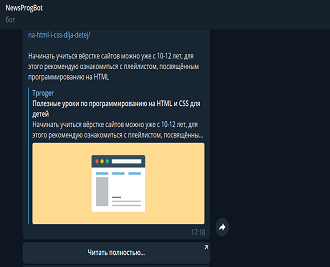 NewsProgBot
бот
na-html-i-css-dlja-detej/
Начинать учиться вёрстке сайтов можно уже с 10-12 лет, для
этого рекомендую ознакомиться с плейлистом, посвящённым
программированию на HTML
Tproger
Полезные уроки по программированию на HTML и CSS для
детей
Начинать учиться вёрстке сайтов можно уже с 10-12 лет, для
этого рекомендую ознакомиться с плейлистом, посвящённы...
17:18
Читать полностью...